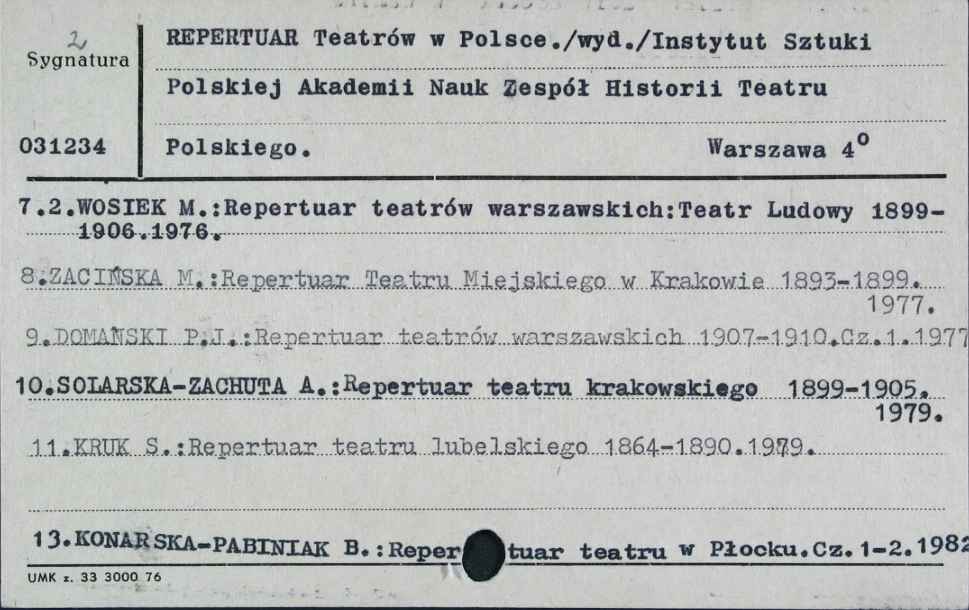 2
Sygnatura
REPERTUAR Teatrów w Polsce./wyd./Instytut Sztuki
Polskiej Akademii Nauk Zespół Historii Teatru
031234 Polskiego. Warszawa 4⁰
7.2.WOSIEK M.:Repertuar teatrów warszawskich:Teatr Ludowy 1899-
1906.1976.
8.ZACIŃSKA M.:Repertuar Teatru Miejskiego w Krakowie 1893-1899.
1977.
9.DOMAŃSKI P.J.:Repertuar teatrów warszawskich 1907-1910.Cz.1.1977
10.SOLARSKA-ZACHUTA A.:Repertuar teatru krakowskiego 1899-1905.
1979.
11.KRUK S.:Repertuar teatru lubelskiego 1864-1890.1979.
13.KONARSKA-PABINIAK B.:Repertuar teatru w Płocku.Cz.1-2.1982
UMK z. 33 3000 76